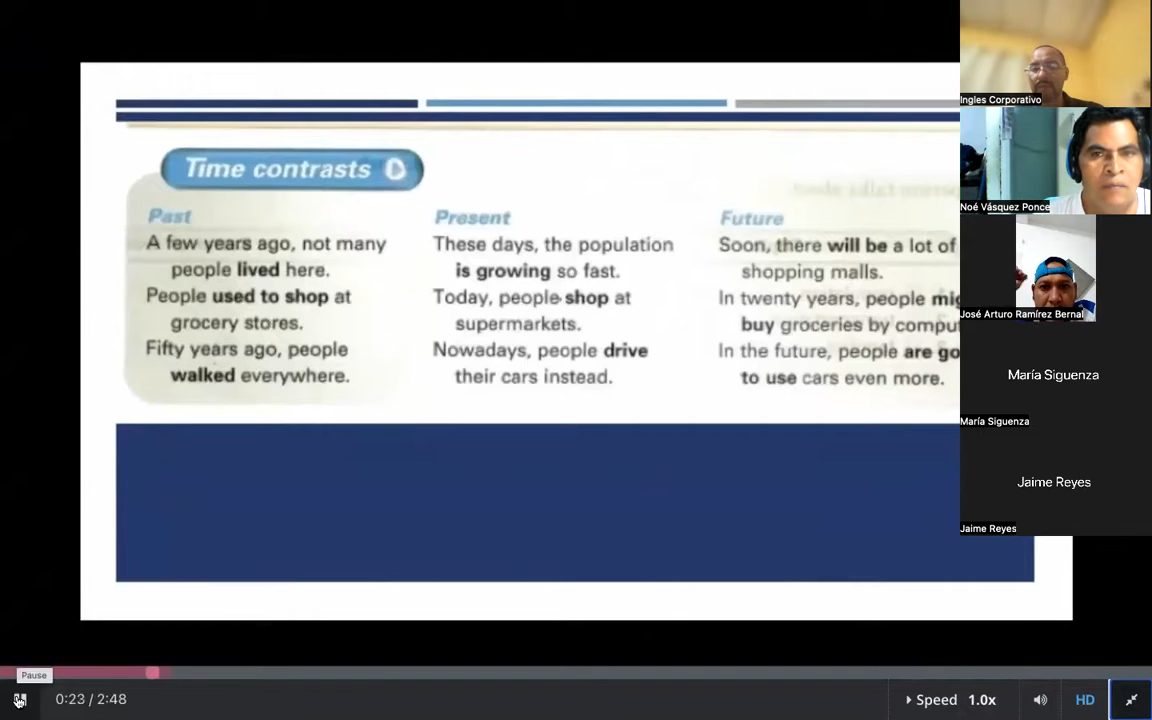 Time contrasts
Past
A few years ago, not many
people lived here.
People used to shop at
grocery stores.
Fifty years ago, people
walked everywhere.
Present
These days, the population
is growing so fast.
Today, people shop at
supermarkets.
Nowadays, people drive
their cars instead.
Future
Soon, there will be a lot of
shopping malls.
In twenty years, people
buy groceries by
In the future, people are
to use cars even more.
Ingles Corporativo
Noé Vásquez Ponce
José Arturo Ramírez Bernal
María Siguenza
María Siguenza
Jaime Reyes
Jaime Reyes
Pause
0:23 / 2:48
Speed 1.0x
HD